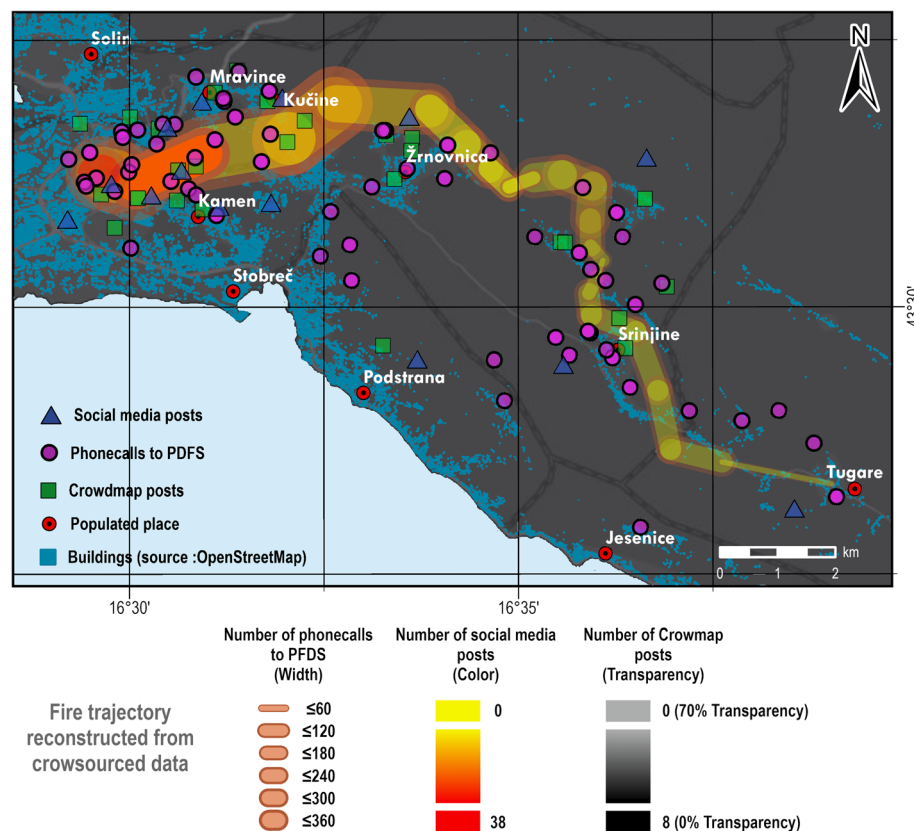 Solin
N
Mravince
Kučine
Žrnovnica
Kamen
Stobreč
43°30'
Srinjine
Podstrana
Social media posts
Phonecalls to PDFS
Crowdmap posts
Populated place
Buildings (source :OpenStreetMap)
Tugare
Jesenice
km
0 1 2
16°30' 16°35'
Number of phonecalls
to PFDS
(Width)
Number of social media
posts
(Color)
Number of Crowmap
posts
(Transparency)
Fire trajectory
reconstructed from
crowsourced data
≤60
≤120
≤180
≤240
≤300
≤360
0
38
0 (70% Transparency)
8 (0% Transparency)